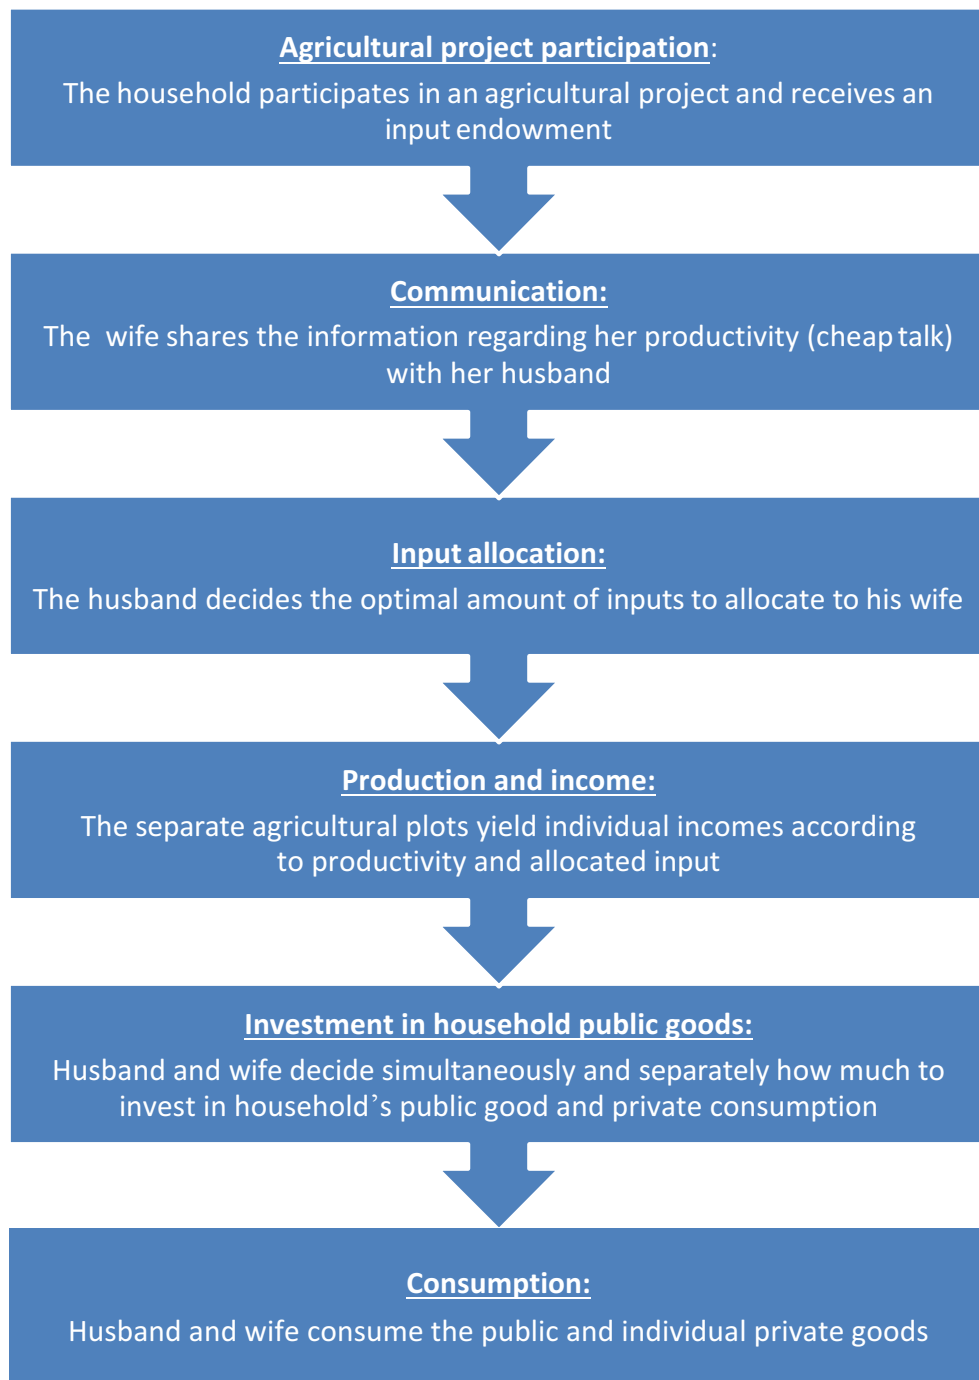 Agricultural project participation:
The household participates in an agricultural project and receives an
input endowment
Communication:
The wife shares the information regarding her productivity (cheap talk)
with her husband
Input allocation:
The husband decides the optimal amount of inputs to allocate to his wife
Production and income:
The separate agricultural plots yield individual incomes according
to productivity and allocated input
Investment in household public goods:
Husband and wife decide simultaneously and separately how much to
invest in household’s public good and private consumption
Consumption:
Husband and wife consume the public and individual private goods